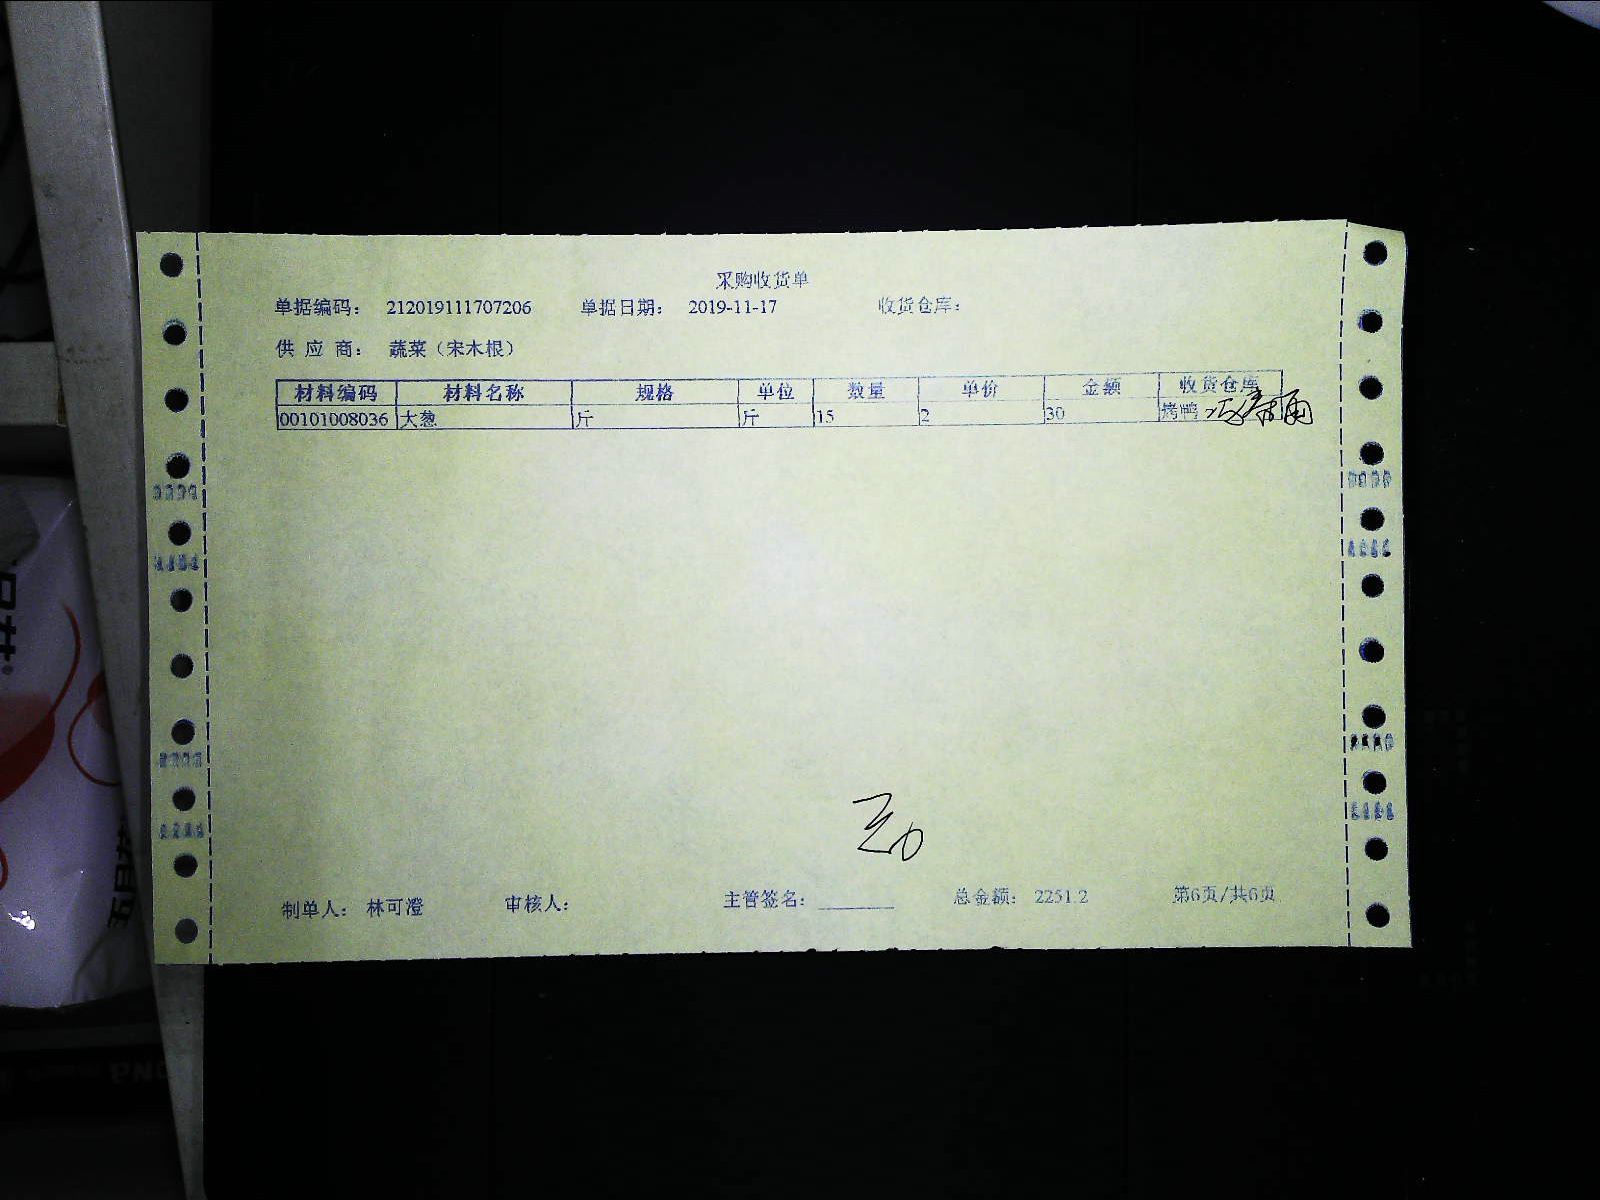 采购收货单
单据编码： 212019111707206 单据日期： 2019-11-17 收货仓库：
供 应 商： 蔬菜（宋木根）
材料编码 材料名称 规格 单位 数量 单价 金额 收货仓库
00101008036 大葱 斤 斤 15 2 30 烤鸭
制单人： 林可澄 审核人： 主管签名： 总金额： 2251.2 第6页/共6页